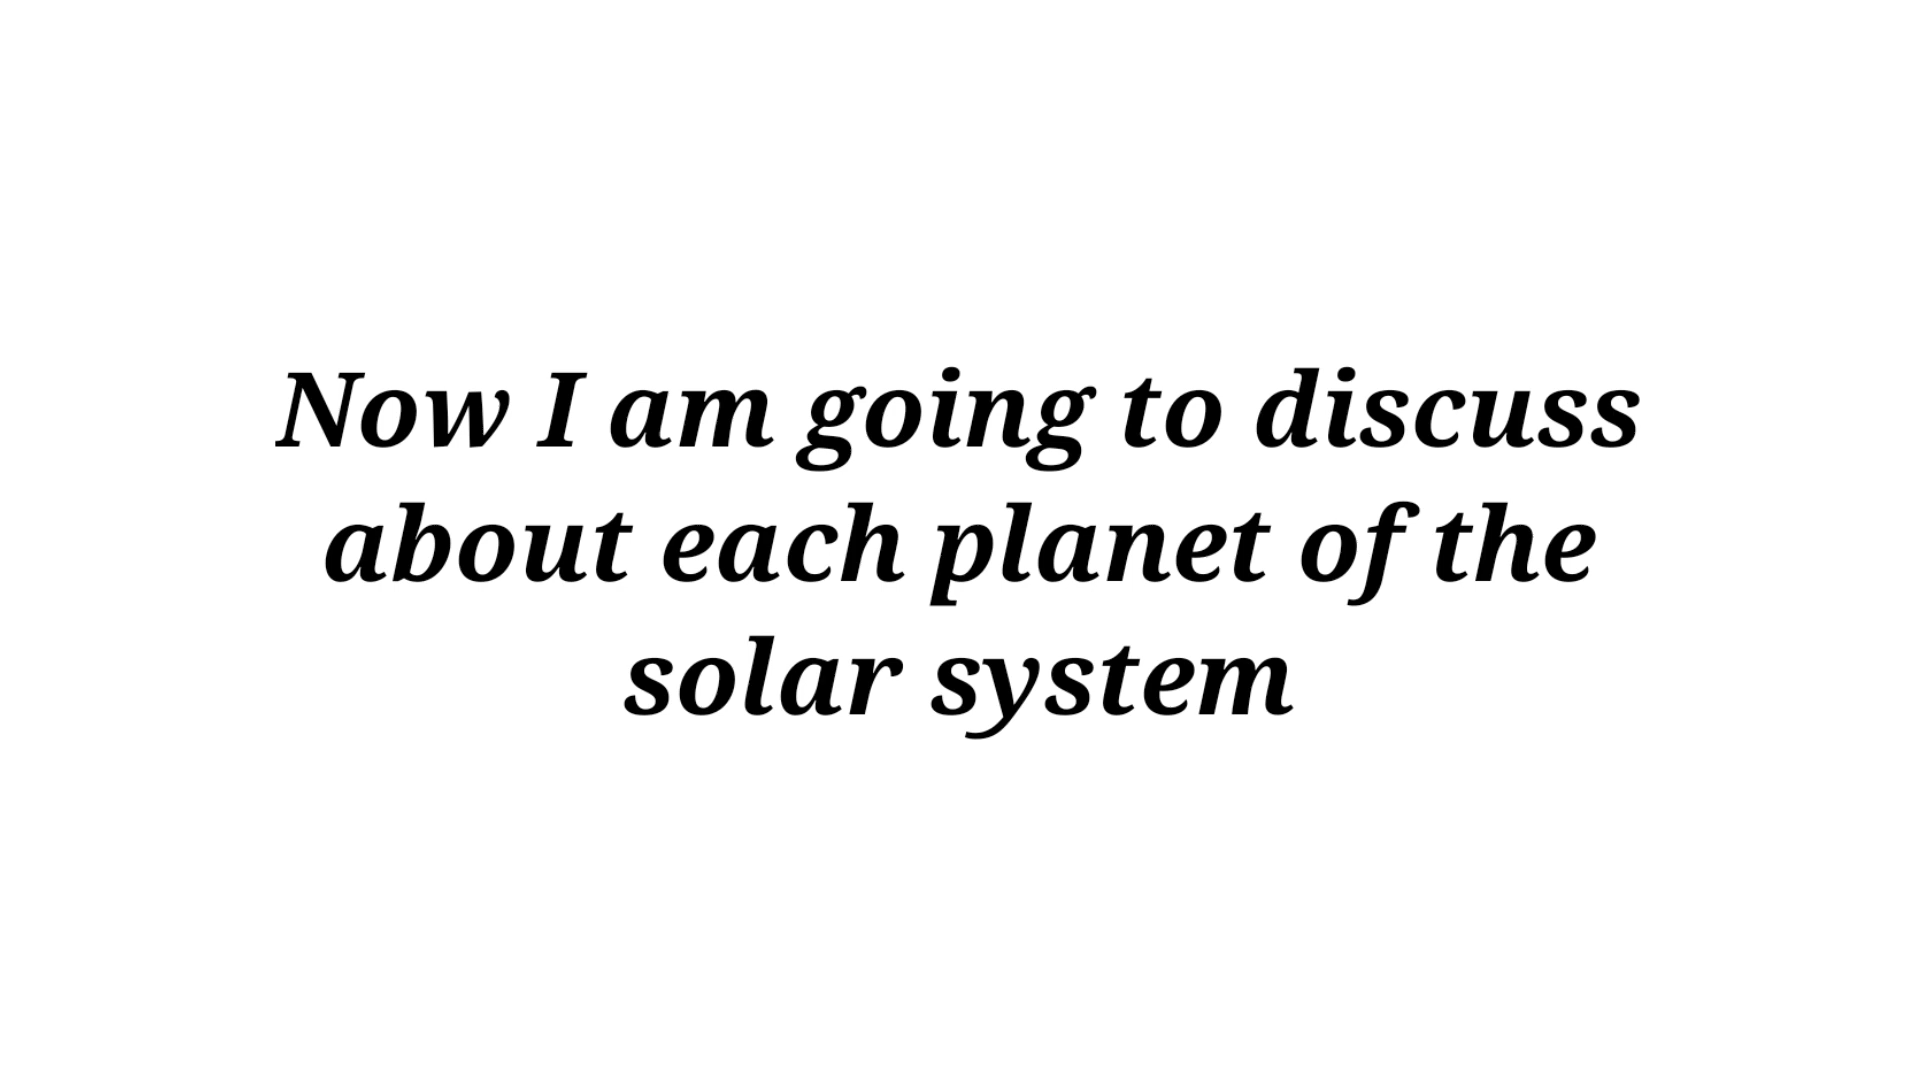 Now I am going to discuss
about each planet of the
solar system